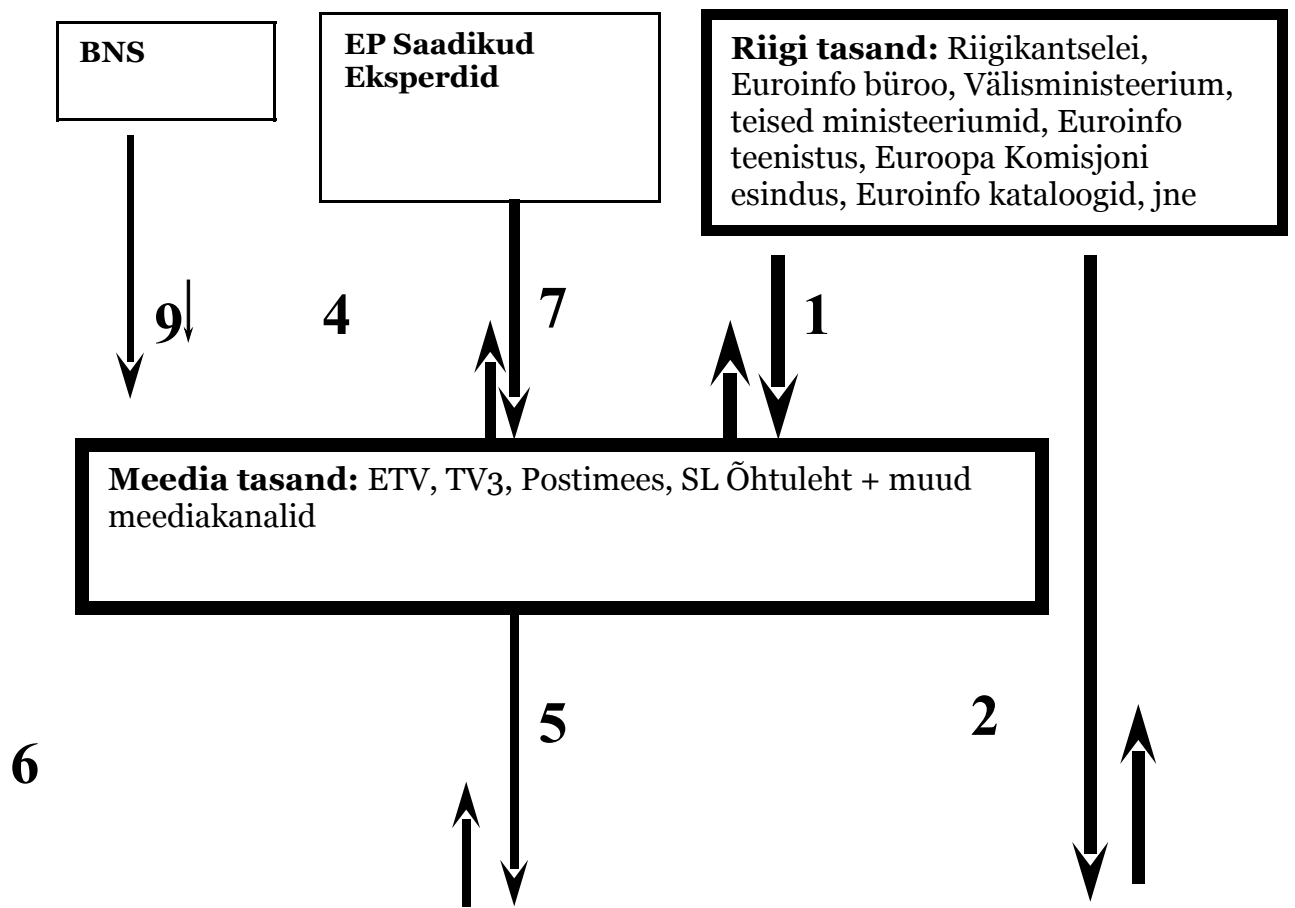 BNS
EP Saadikud
Eksperdid
Riigi tasand: Riigikantselei,
Euroinfo büroo, Välisministeerium,
teised ministeeriumid, Euroinfo
teenistus, Euroopa Komisjoni
esindus, Euroinfo kataloogid, jne
9
4
7
1
Meedia tasand: ETV, TV3, Postimees, SL Õhtuleht + muud
meediakanalid
5
2
6